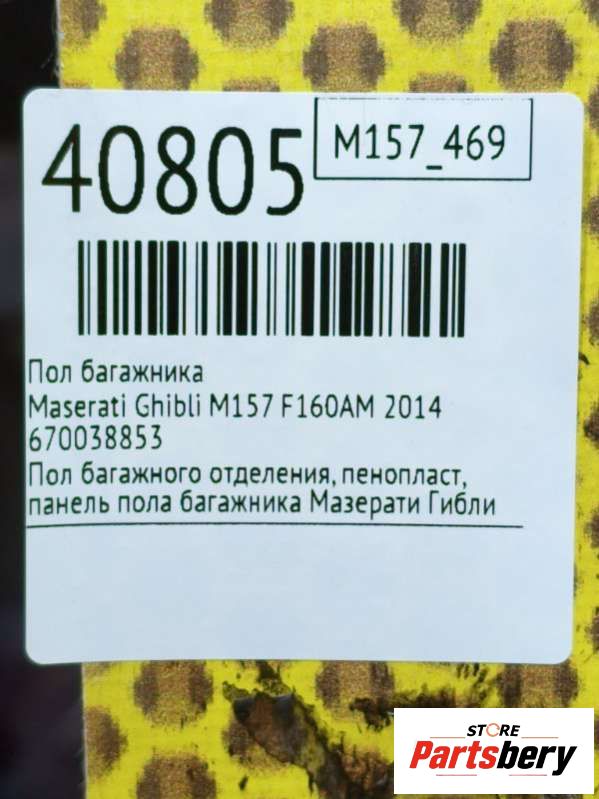 40805
M157_469
Пол багажника
Maserati Ghibli M157 F160AM 2014
670038853
Пол багажного отделения, пенопласт,
панель пола багажника Мазерати Гибли
STORE
Partsbery